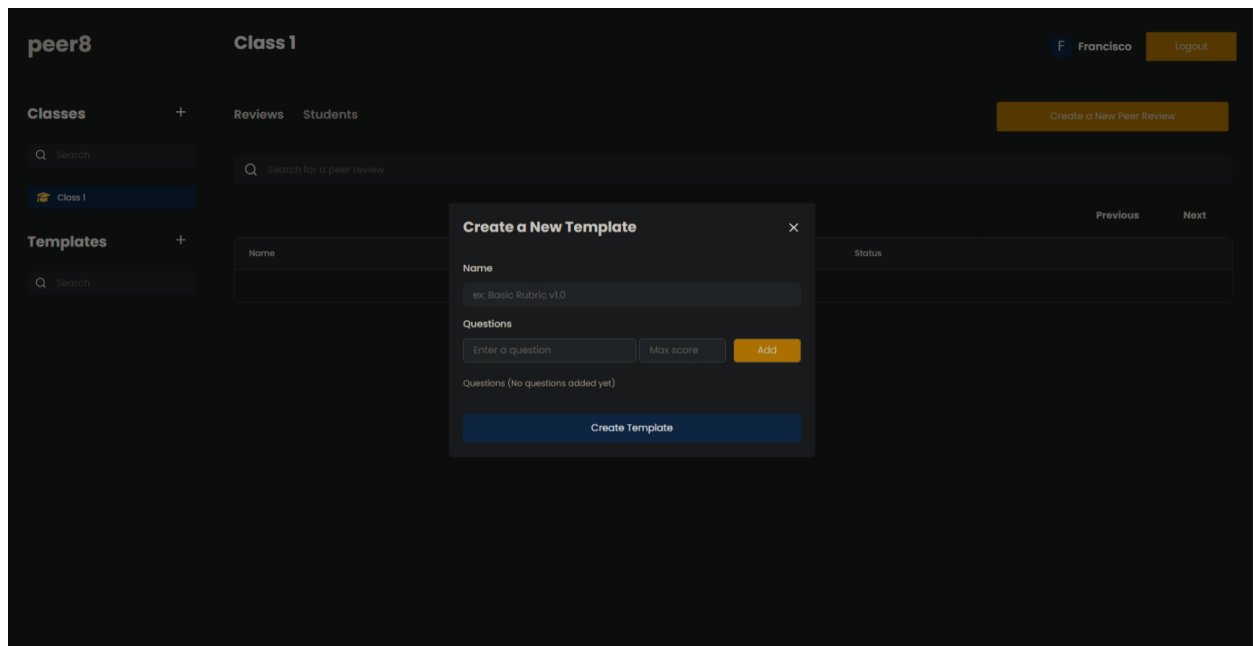 peer8
Class 1
F Francisco
Logout
Classes +
Reviews Students
Create a New Peer Review
Search
Search for a peer review
Class 1
Previous Next
Templates +
Name
Status
Search
Create a New Template
Name
ex: Basic Rubric v1.0
Questions
Enter a question
Max score
Add
Questions (No questions added yet)
Create Template